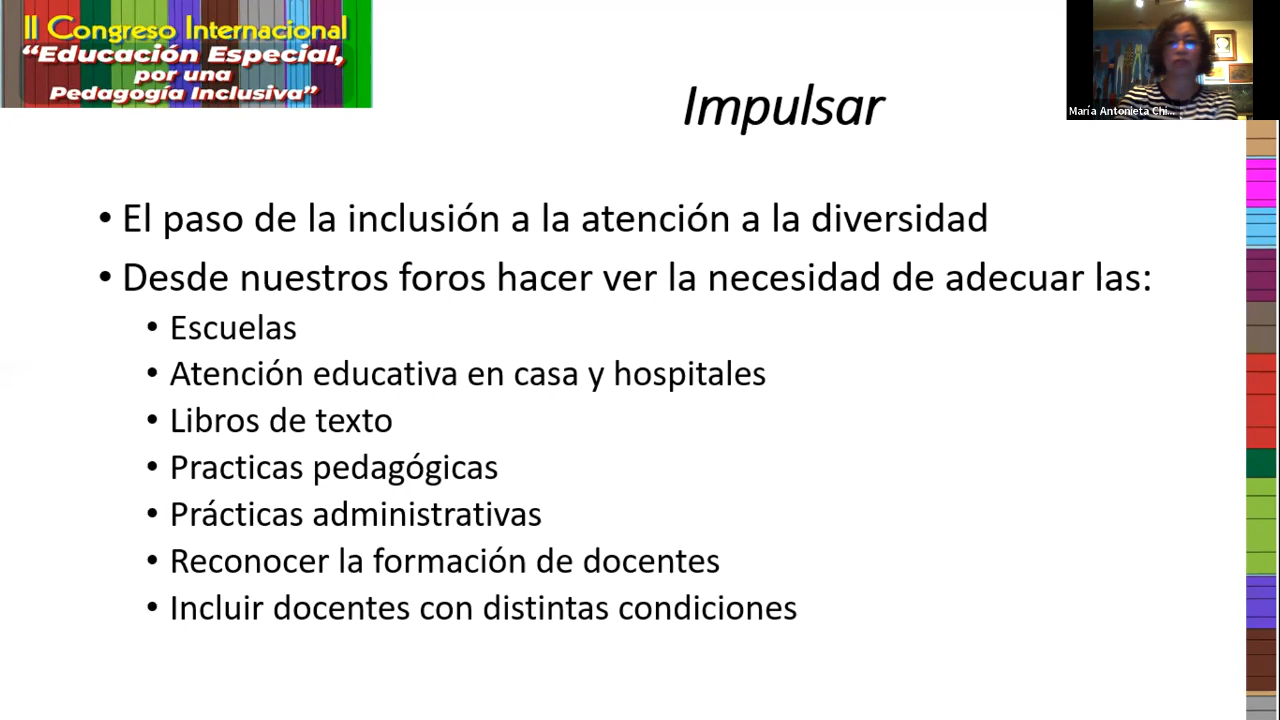 II Congreso Internacional
“Educación Especial,
por una
Pedagogía Inclusiva”
María Antonieta Chi...
Impulsar
• El paso de la inclusión a la atención a la diversidad
• Desde nuestros foros hacer ver la necesidad de adecuar las:
• Escuelas
• Atención educativa en casa y hospitales
• Libros de texto
• Practicas pedagógicas
• Prácticas administrativas
• Reconocer la formación de docentes
• Incluir docentes con distintas condiciones